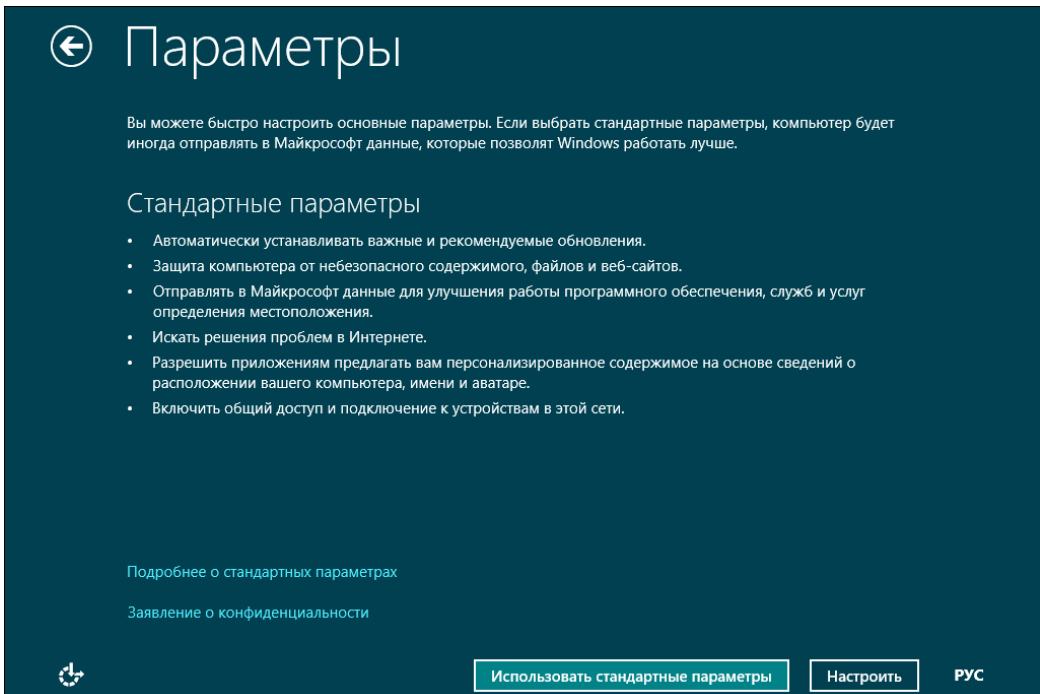 Параметры
Вы можете быстро настроить основные параметры. Если выбрать стандартные параметры, компьютер будет
иногда отправлять в Майкрософт данные, которые позволят Windows работать лучше.
Стандартные параметры
• Автоматически устанавливать важные и рекомендуемые обновления.
• Защита компьютера от небезопасного содержимого, файлов и веб-сайтов.
• Отправлять в Майкрософт данные для улучшения работы программного обеспечения, служб и услуг
определения местоположения.
• Искать решения проблем в Интернете.
• Разрешить приложениям предлагать вам персонализированное содержимое на основе сведений о
расположении вашего компьютера, имени и аватаре.
• Включить общий доступ и подключение к устройствам в этой сети.
Подробнее о стандартных параметрах
Заявление о конфиденциальности
Использовать стандартные параметры
Настроить
РУС